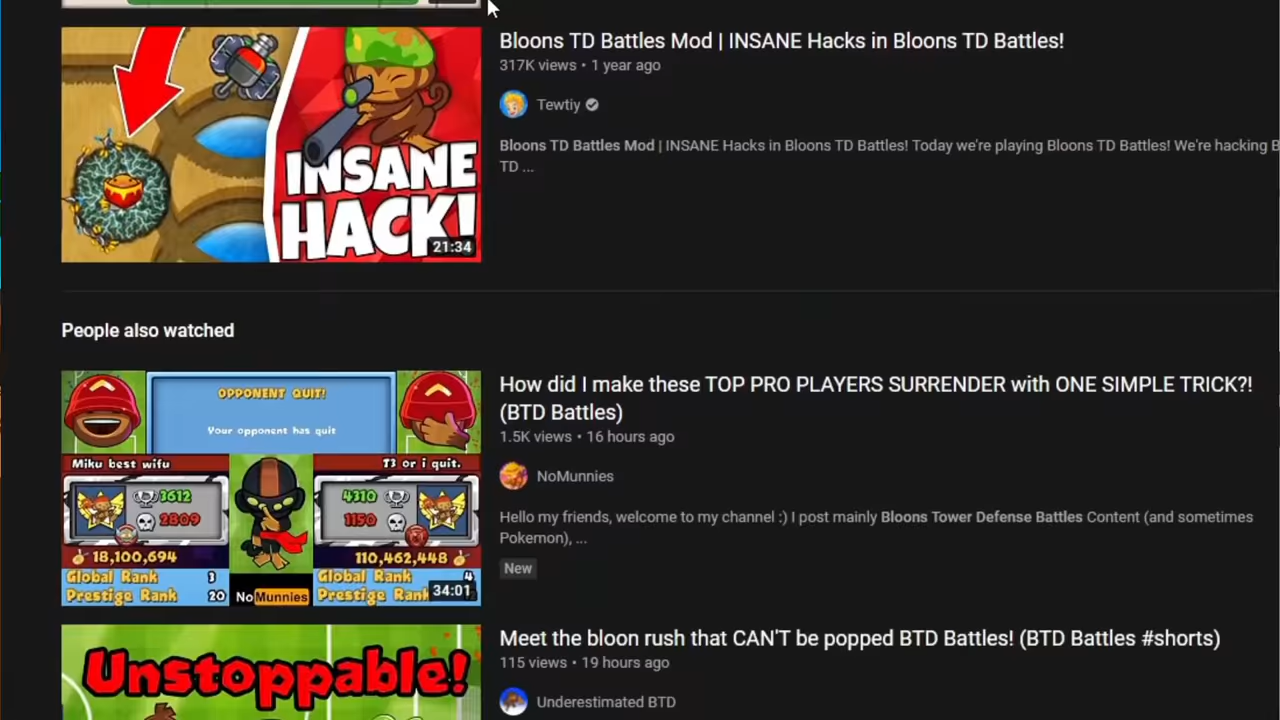 Bloons TD Battles Mod | INSANE Hacks in Bloons TD Battles!
317K views • 1 year ago
Tewtiy
Bloons TD Battles Mod | INSANE Hacks in Bloons TD Battles! Today we're playing Bloons TD Battles! We're hacking B
TD ...
INSANE
HACK!
21:34
People also watched
OPPONENT QUIT!
Your opponent has quit
Miku best wifu
T3 or i quit.
3612
2809
4310
1150
18,100,694
110,462,448
Global Rank 3
Prestige Rank 20
Global Rank 4
Prestige Rank
NoMunnies
34:01
How did I make these TOP PRO PLAYERS SURRENDER with ONE SIMPLE TRICK?!
(BTD Battles)
1.5K views • 16 hours ago
NoMunnies
Hello my friends, welcome to my channel :) I post mainly Bloons Tower Defense Battles Content (and sometimes
Pokemon), ...
New
Unstoppable!
Meet the bloon rush that CAN'T be popped BTD Battles! (BTD Battles #shorts)
115 views • 19 hours ago
Underestimated BTD